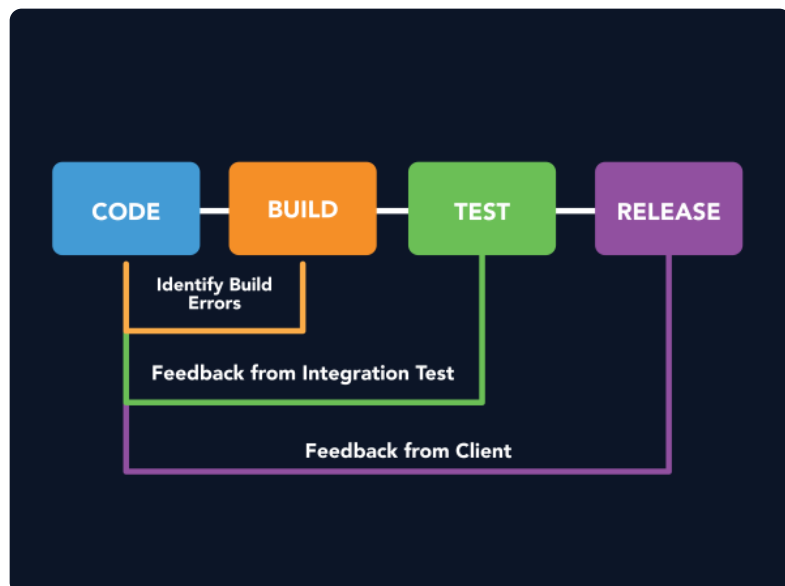 CODE
BUILD
TEST
RELEASE
Identify Build
Errors
Feedback from Integration Test
Feedback from Client